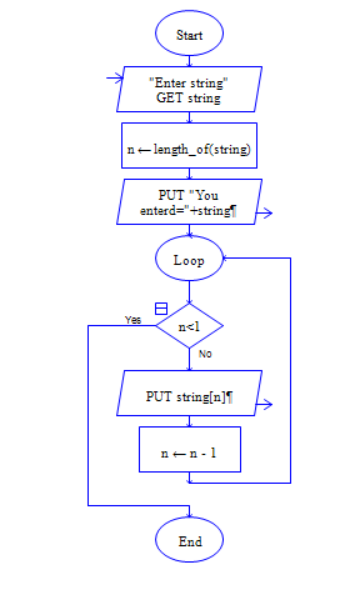 Start
"Enter string"
GET string
n←length_of(string)
PUT "You
enterd="+string¶
Loop
Yes
n<1
No
PUT string[n]¶
n ← n - 1
End